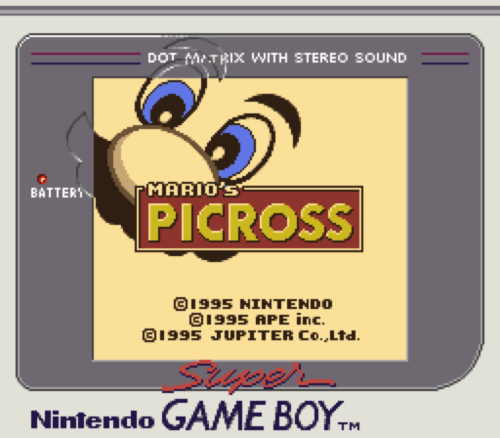 DOT MATRIX WITH STEREO SOUND
BATTERY
MARIO'S
PICROSS
©1995 NINTENDO
©1995 APE inc.
©1995 JUPITER Co.,Ltd.
Super
Nintendo GAME BOY TM